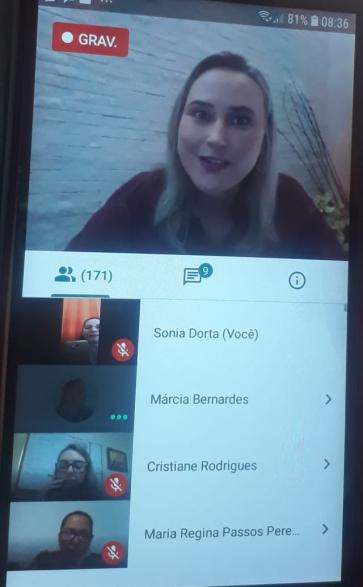 81% 08:36
GRAV.
(171)
9
Sonia Dorta (Você)
Márcia Bernardes
Cristiane Rodrigues
Maria Regina Passos Pere...